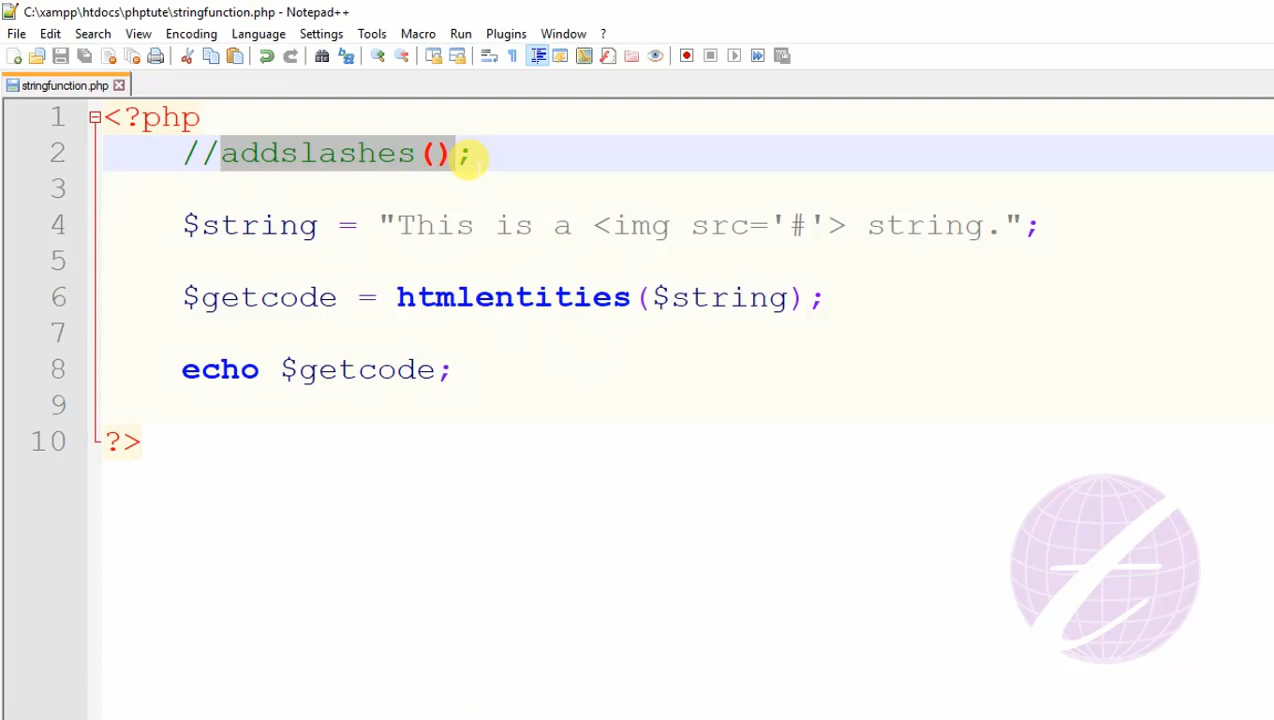 C:\xampp\htdocs\phptute\stringfunction.php - Notepad++
File Edit Search View Encoding Language Settings Tools Macro Run Plugins Window ?
stringfunction.php
1 <?php
2 //addslashes();
3
4 $string = "This is a <img src='#'> string.";
5
6 $getcode = htmlentities($string);
7
8 echo $getcode;
9
10 ?>